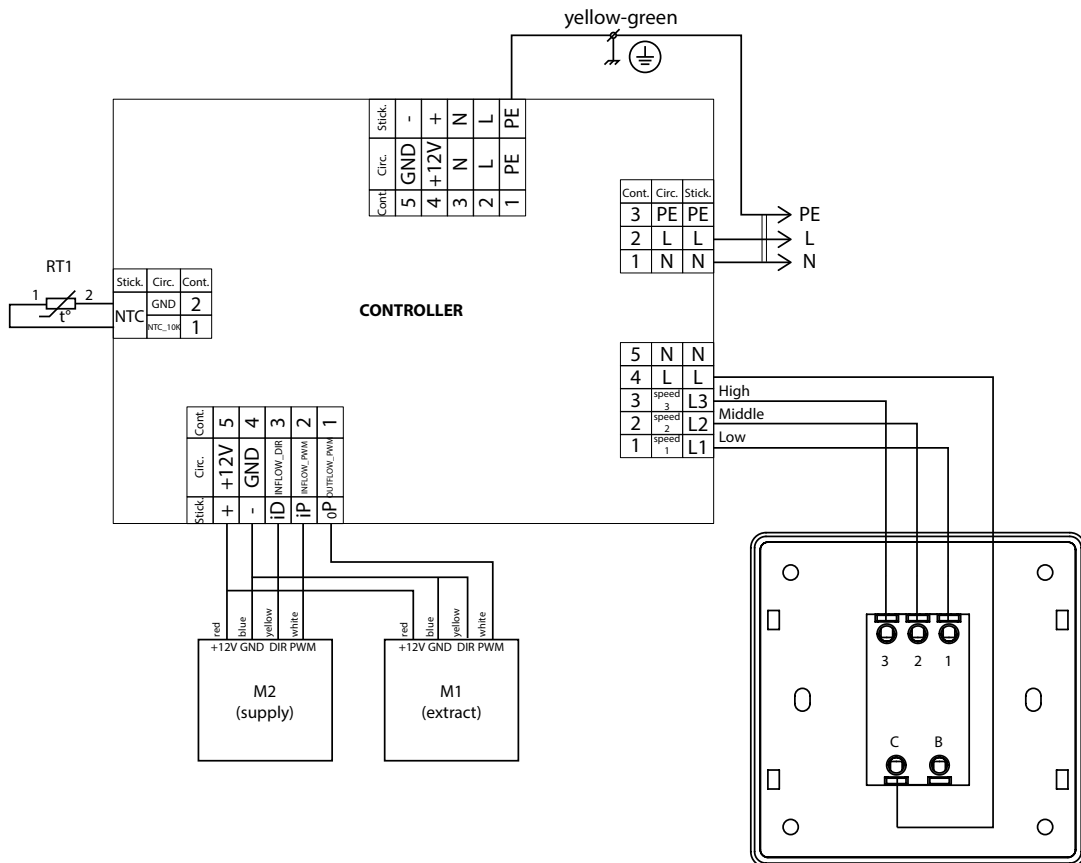 yellow-green
Stick. - + N L PE
Circ. GND +12V N L PE
Cont. 5 4 3 2 1
Cont. Circ. Stick.
3 PE PE
2 L L
1 N N
PE
L
N
RT1
1 2
t°
Stick. Circ. Cont.
NTC GND 2
NTC_10K 1
CONTROLLER
5 N N
4 L L
3 speed 3 L3
2 speed 2 L2
1 speed 1 L1
High
Middle
Low
Cont. 5 4 3 2 1
Circ. +12V GND INFLOW_DIR INFLOW_PWM OUTFLOW_PWM
Stick. + - iD iP oP
red blue yellow white
+12V GND DIR PWM
M2
(supply)
red blue yellow white
+12V GND DIR PWM
M1
(extract)
3 2 1
C B